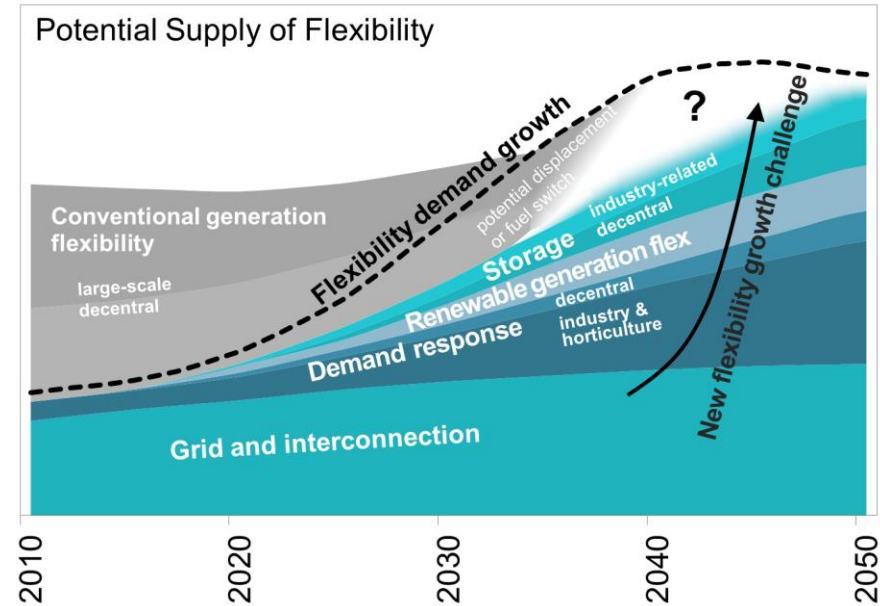 Potential Supply of Flexibility
Conventional generation
flexibility
large-scale
decentral
Flexibility demand growth
potential displacement
or fuel switch
?
industry-related
decentral
Storage
Renewable generation flex
decentral
industry &
horticulture
Demand response
New flexibility growth challenge
Grid and interconnection
2010
2020
2030
2040
2050